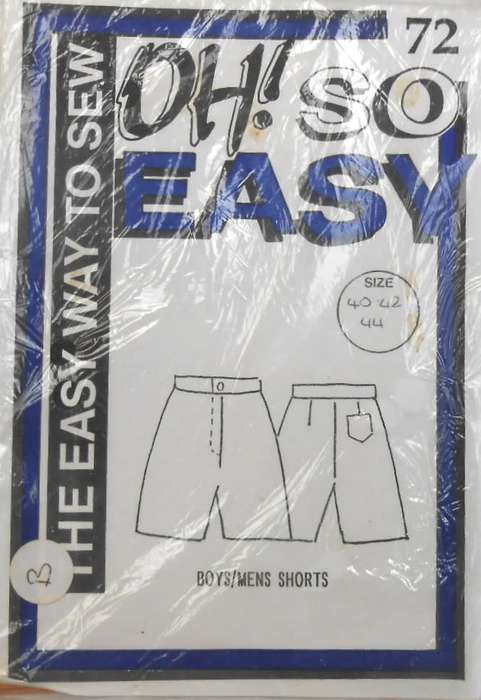 72
OH! SO
EASY
THE EASY WAY TO SEW
SIZE
40 42
44
BOYS/MENS SHORTS
B